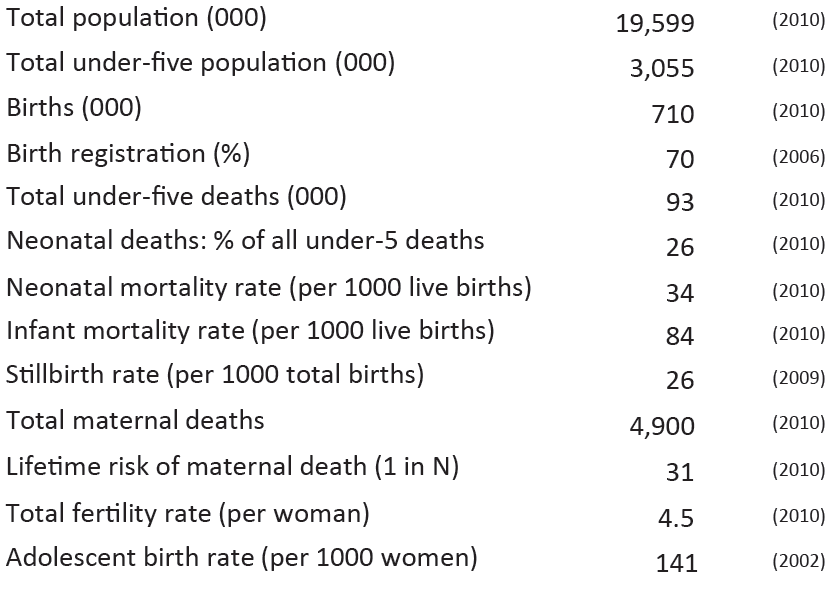 Total population (000) 19,599 (2010)
Total under-five population (000) 3,055 (2010)
Births (000) 710 (2010)
Birth registration (%) 70 (2006)
Total under-five deaths (000) 93 (2010)
Neonatal deaths: % of all under-5 deaths 26 (2010)
Neonatal mortality rate (per 1000 live births) 34 (2010)
Infant mortality rate (per 1000 live births) 84 (2010)
Stillbirth rate (per 1000 total births) 26 (2009)
Total maternal deaths 4,900 (2010)
Lifetime risk of maternal death (1 in N) 31 (2010)
Total fertility rate (per woman) 4.5 (2010)
Adolescent birth rate (per 1000 women) 141 (2002)